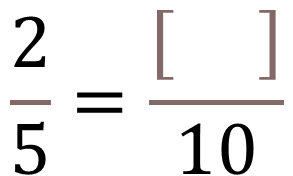 2/5 = [ ]/10